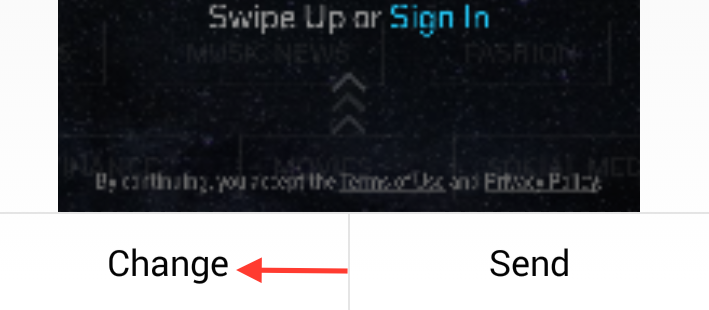 Swipe Up or Sign In
MUSIC NEWS FASHION
MOVIES SOCIAL MED
By continuing, you accept the Terms of Use and Privacy Policy.
Change Send